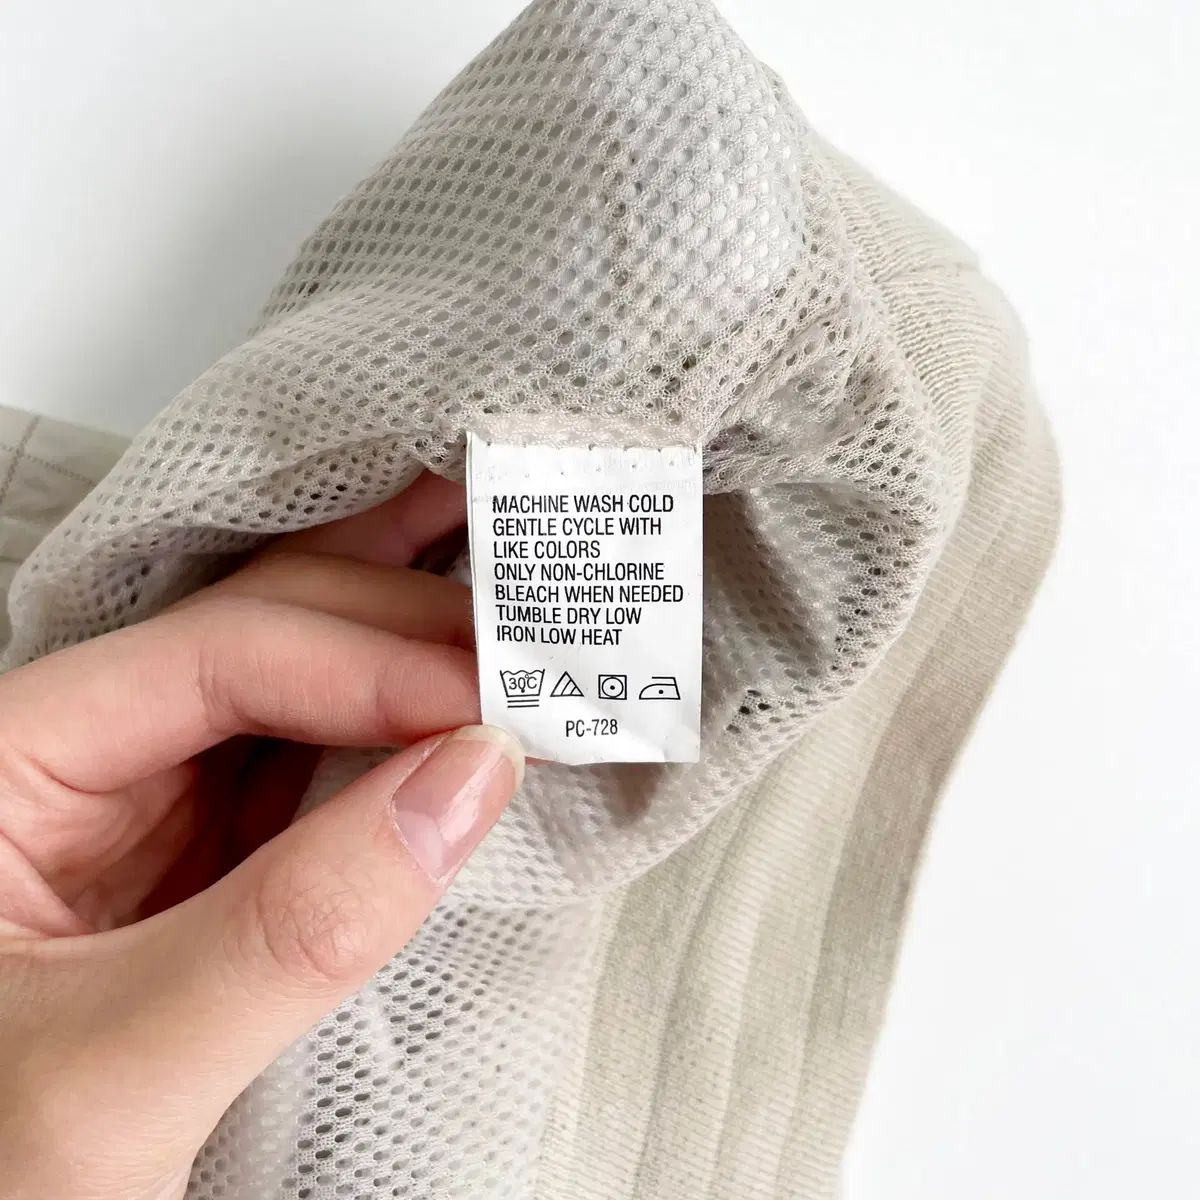 MACHINE WASH COLD
GENTLE CYCLE WITH
LIKE COLORS
ONLY NON-CHLORINE
BLEACH WHEN NEEDED
TUMBLE DRY LOW
IRON LOW HEAT
30°C
PC-728